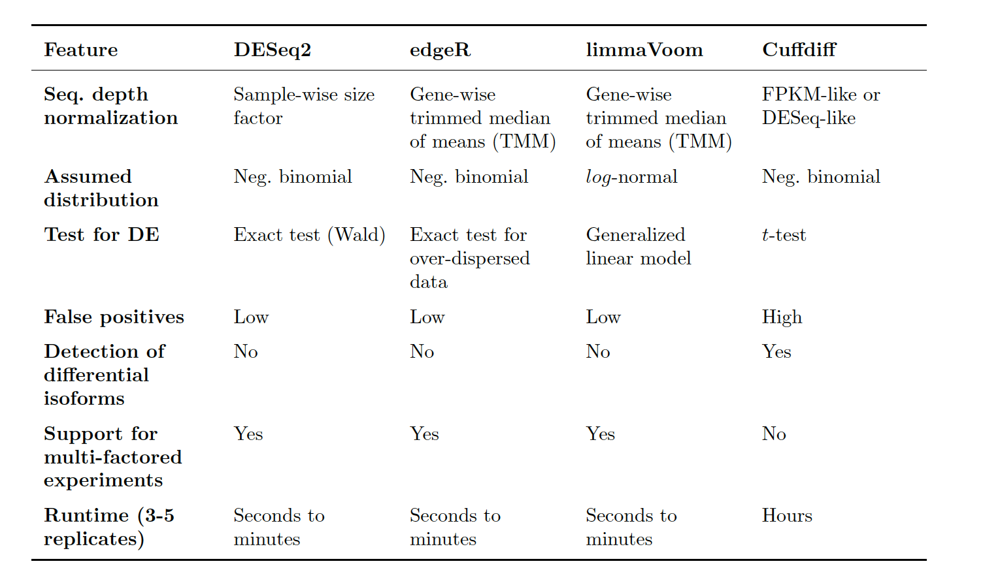 Feature DESeq2 edgeR limmaVoom Cuffdiff
Seq. depth Sample-wise size Gene-wise Gene-wise FPKM-like or
normalization factor trimmed median trimmed median DESeq-like
of means (TMM) of means (TMM)
Assumed Neg. binomial Neg. binomial log-normal Neg. binomial
distribution
Test for DE Exact test (Wald) Exact test for Generalized t-test
over-dispersed linear model
data
False positives Low Low Low High
Detection of No No No Yes
differential
isoforms
Support for Yes Yes Yes No
multi-factored
experiments
Runtime (3-5 Seconds to Seconds to Seconds to Hours
replicates) minutes minutes minutes